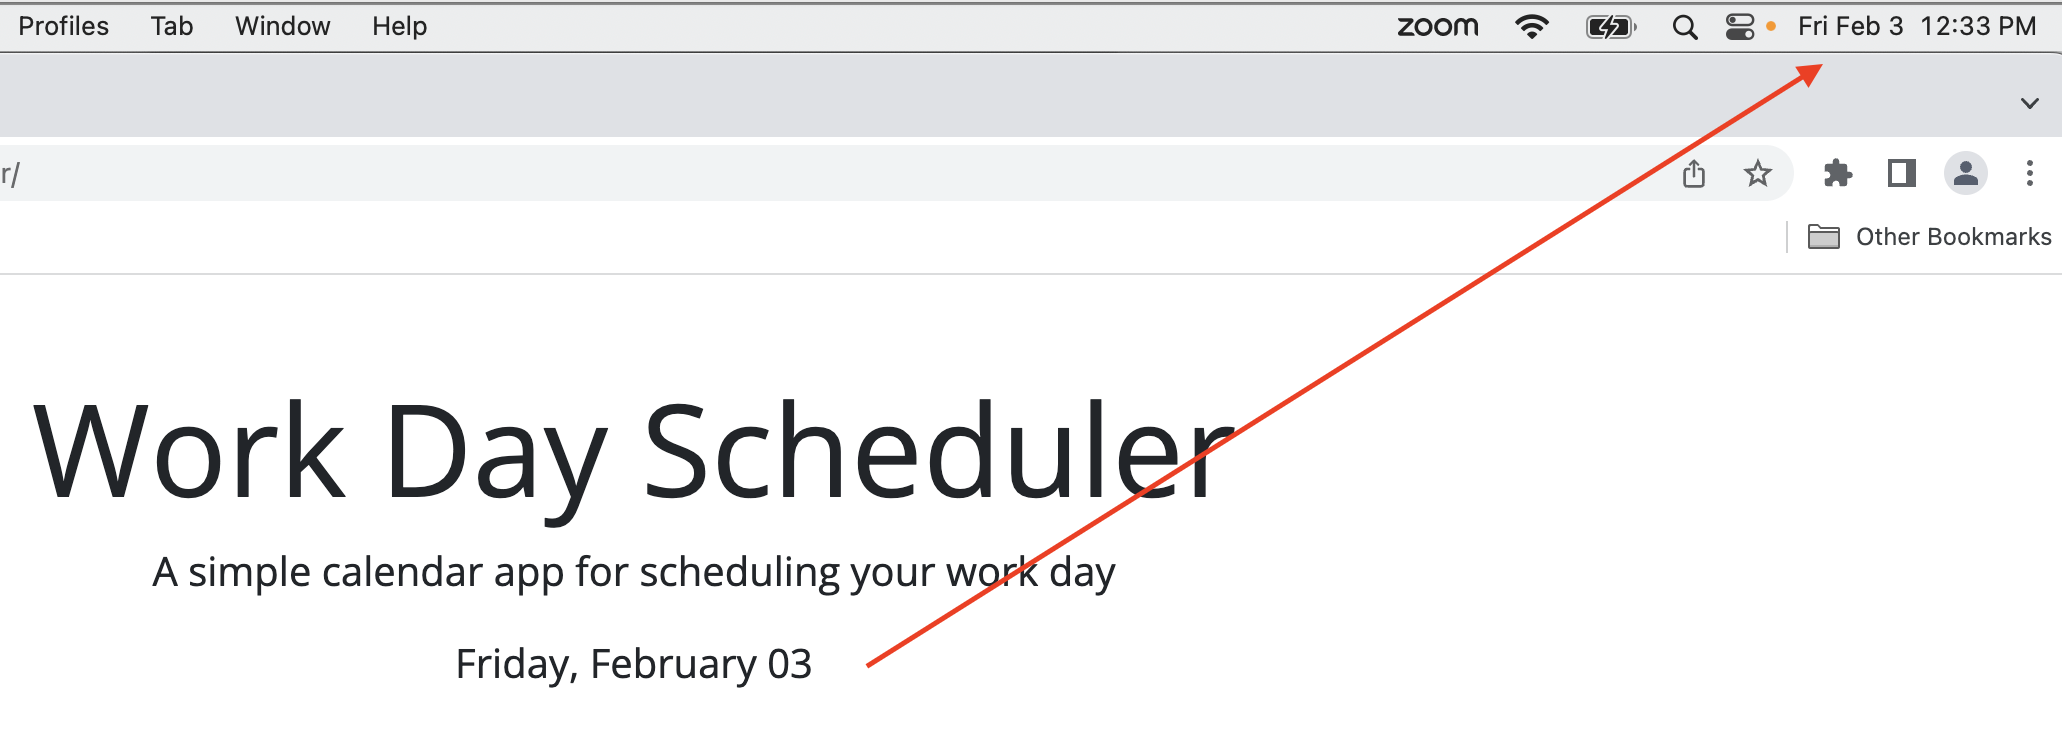 Profiles Tab Window Help zoom Fri Feb 3 12:33 PM
r/
Other Bookmarks
Work Day Scheduler
A simple calendar app for scheduling your work day
Friday, February 03